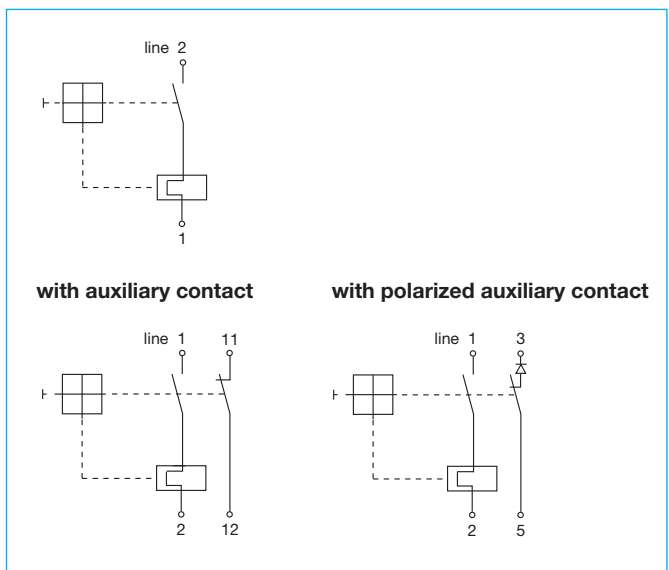 line 2
1
with auxiliary contact
with polarized auxiliary contact
line 1 11
line 1 3
2 12
2 5